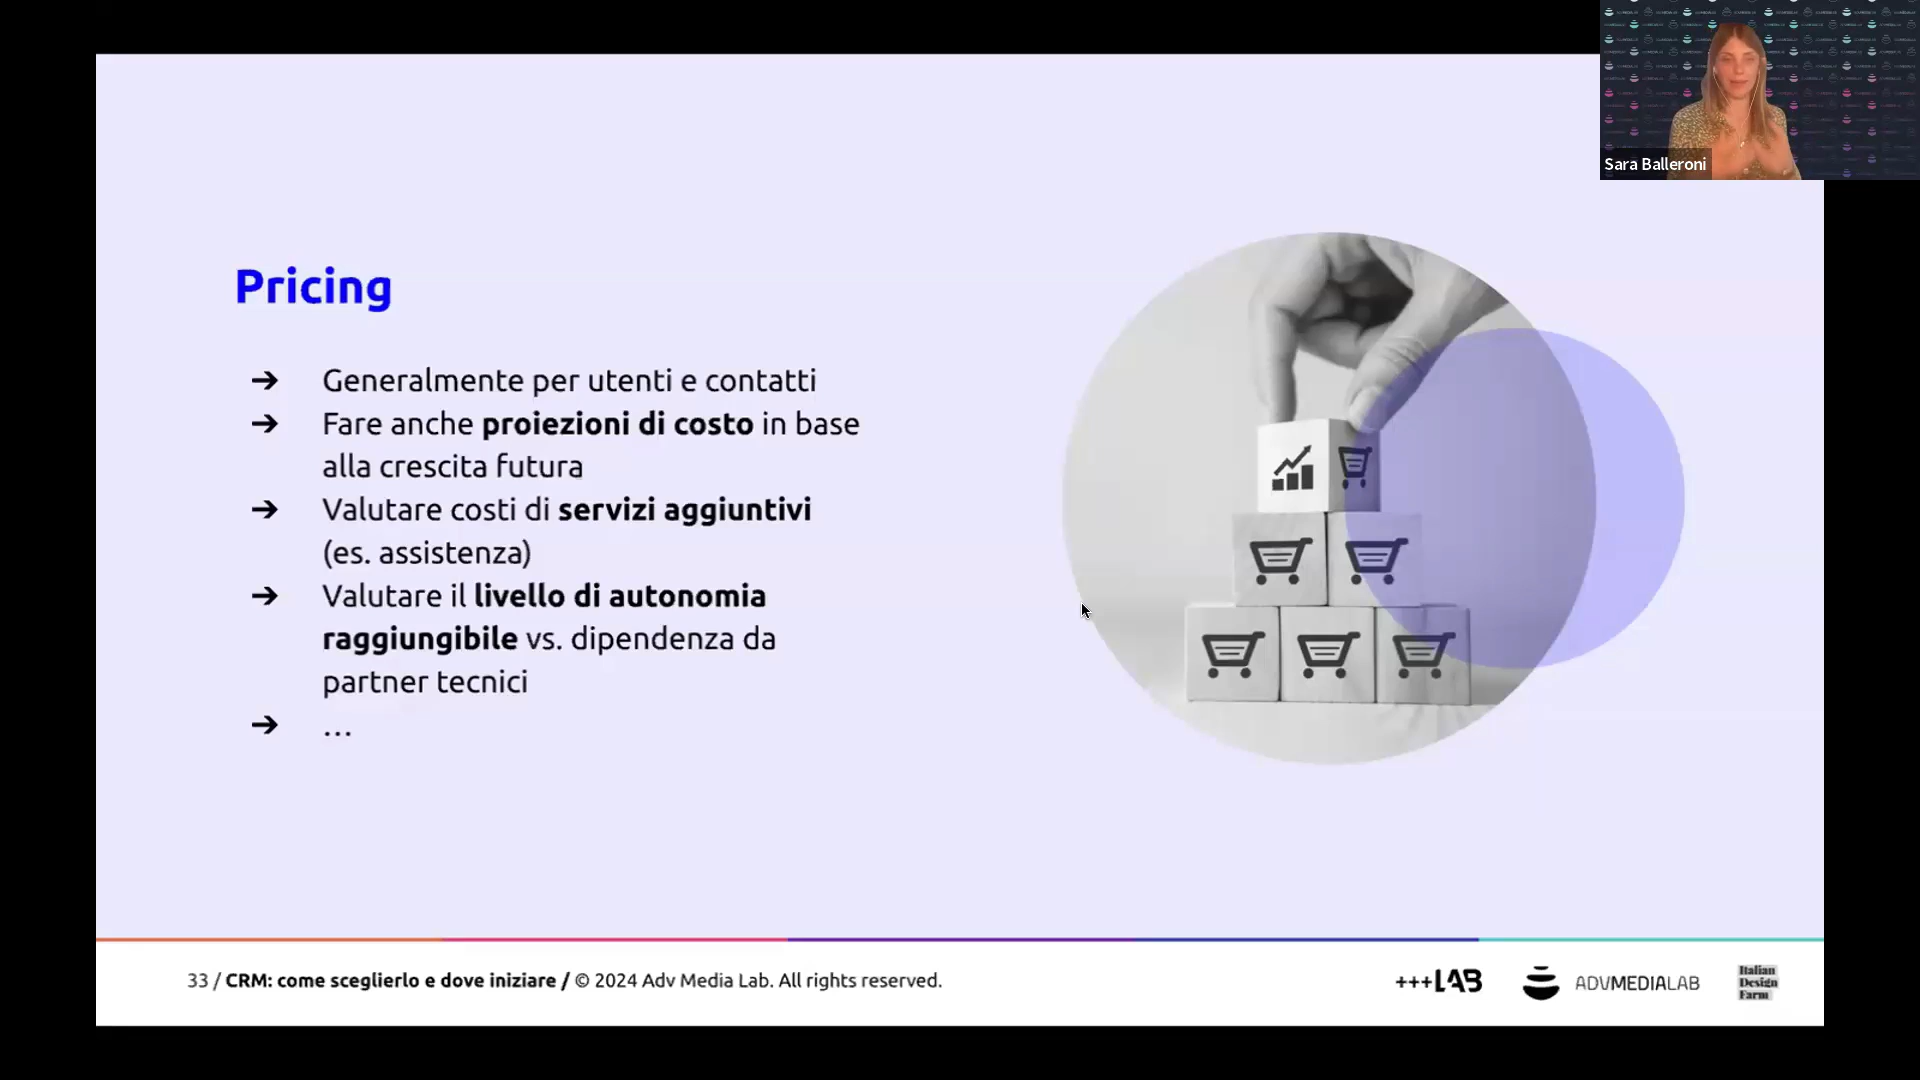 Sara Balleroni
Pricing
➔ Generalmente per utenti e contatti
➔ Fare anche proiezioni di costo in base
alla crescita futura
➔ Valutare costi di servizi aggiuntivi
(es. assistenza)
➔ Valutare il livello di autonomia
raggiungibile vs. dipendenza da
partner tecnici
➔ …
33 / CRM: come sceglierlo e dove iniziare / © 2024 Adv Media Lab. All rights reserved.
+++LAB
ADVMEDIALAB
Italian
Design
Farm